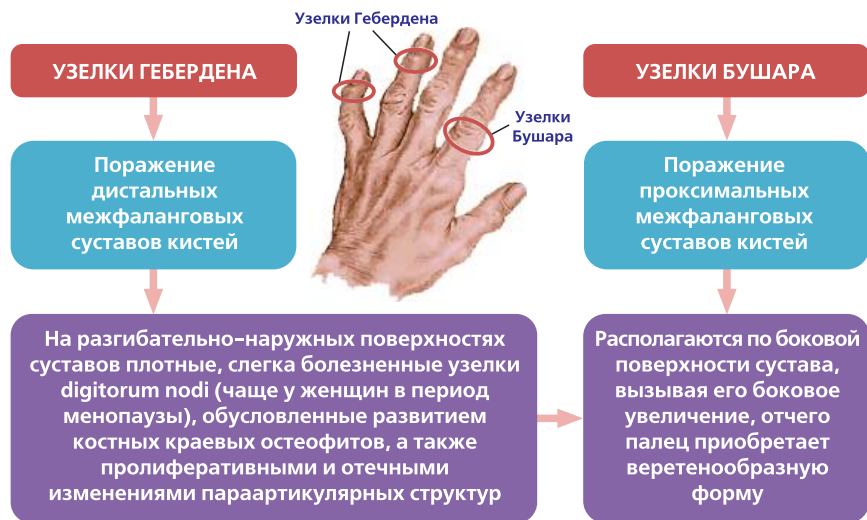 Узелки Гебердена
УЗЕЛКИ ГЕБЕРДЕНА
УЗЕЛКИ БУШАРА
Узелки
Бушара
Поражение
дистальных
межфаланговых
суставов кистей
Поражение
проксимальных
межфаланговых
суставов кистей
На разгибательно-наружных поверхностях
суставов плотные, слегка болезненные узелки
digitorum nodi (чаще у женщин в период
менопаузы), обусловленные развитием
костных краевых остеофитов, а также
пролиферативными и отечными
изменениями параартикулярных структур
Располагаются по боковой
поверхности сустава,
вызывая его боковое
увеличение, отчего
палец приобретает
веретенообразную
форму